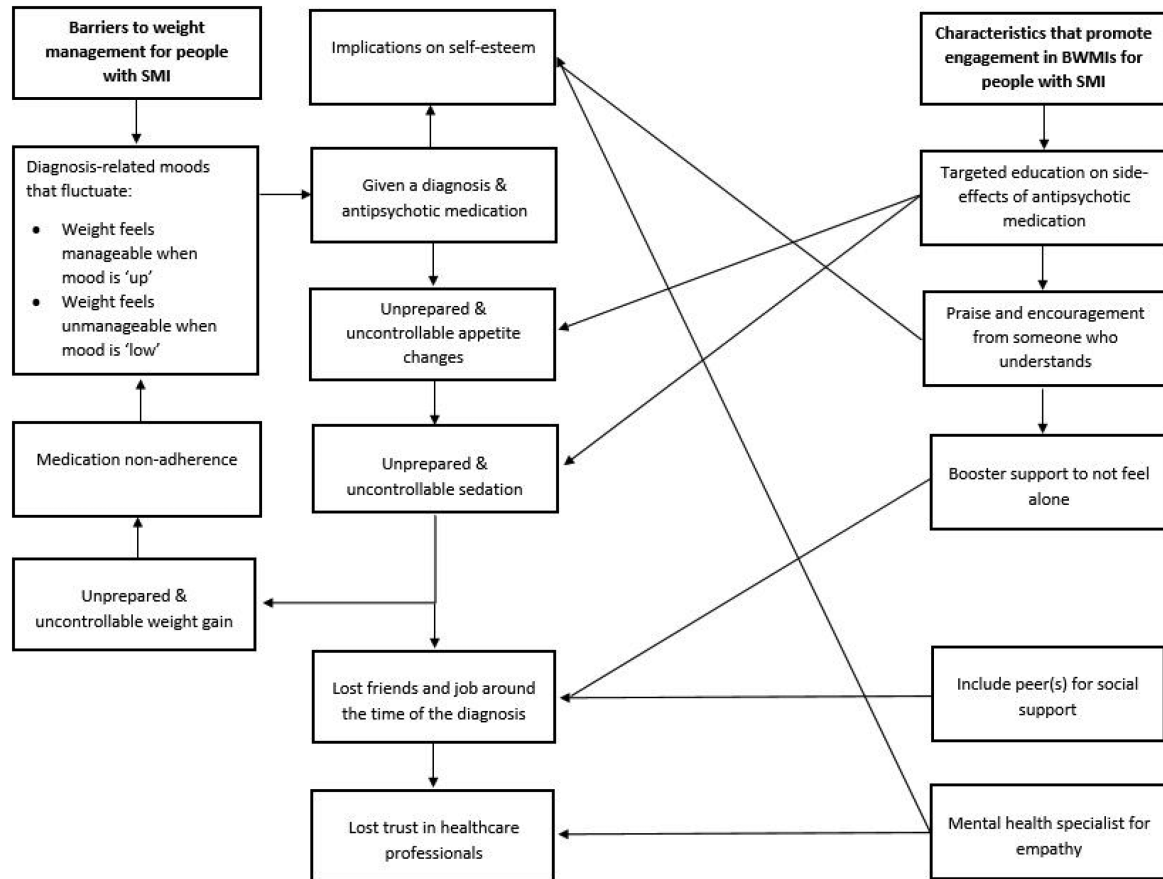 Barriers to weight
management for people
with SMI
Diagnosis-related moods
that fluctuate:
● Weight feels
manageable when
mood is ‘up’
● Weight feels
unmanageable when
mood is ‘low’
Medication non-adherence
Unprepared &
uncontrollable weight gain
Implications on self-esteem
Given a diagnosis &
antipsychotic medication
Unprepared &
uncontrollable appetite
changes
Unprepared &
uncontrollable sedation
Lost friends and job around
the time of the diagnosis
Lost trust in healthcare
professionals
Characteristics that promote
engagement in BWMIs for
people with SMI
Targeted education on side-
effects of antipsychotic
medication
Praise and encouragement
from someone who
understands
Booster support to not feel
alone
Include peer(s) for social
support
Mental health specialist for
empathy